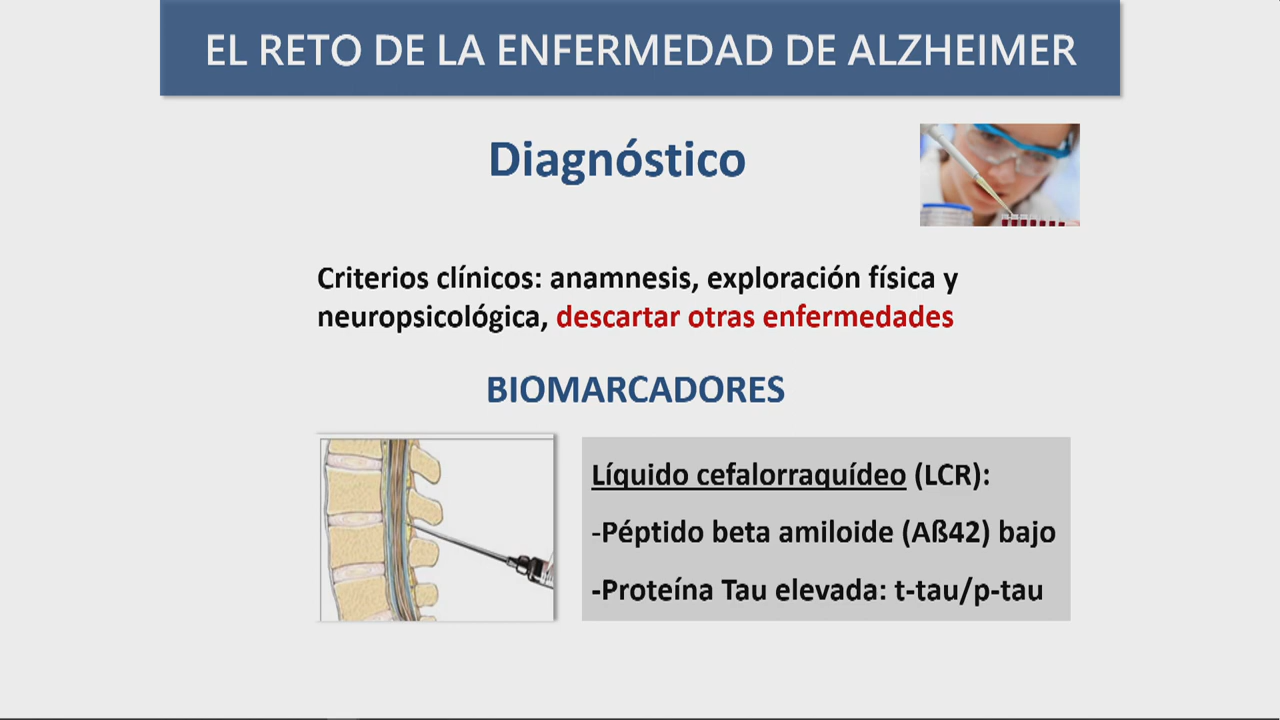 EL RETO DE LA ENFERMEDAD DE ALZHEIMER
Diagnóstico
Criterios clínicos: anamnesis, exploración física y
neuropsicológica, descartar otras enfermedades
BIOMARCADORES
Líquido cefalorraquídeo (LCR):
-Péptido beta amiloide (Aß42) bajo
-Proteína Tau elevada: t-tau/p-tau